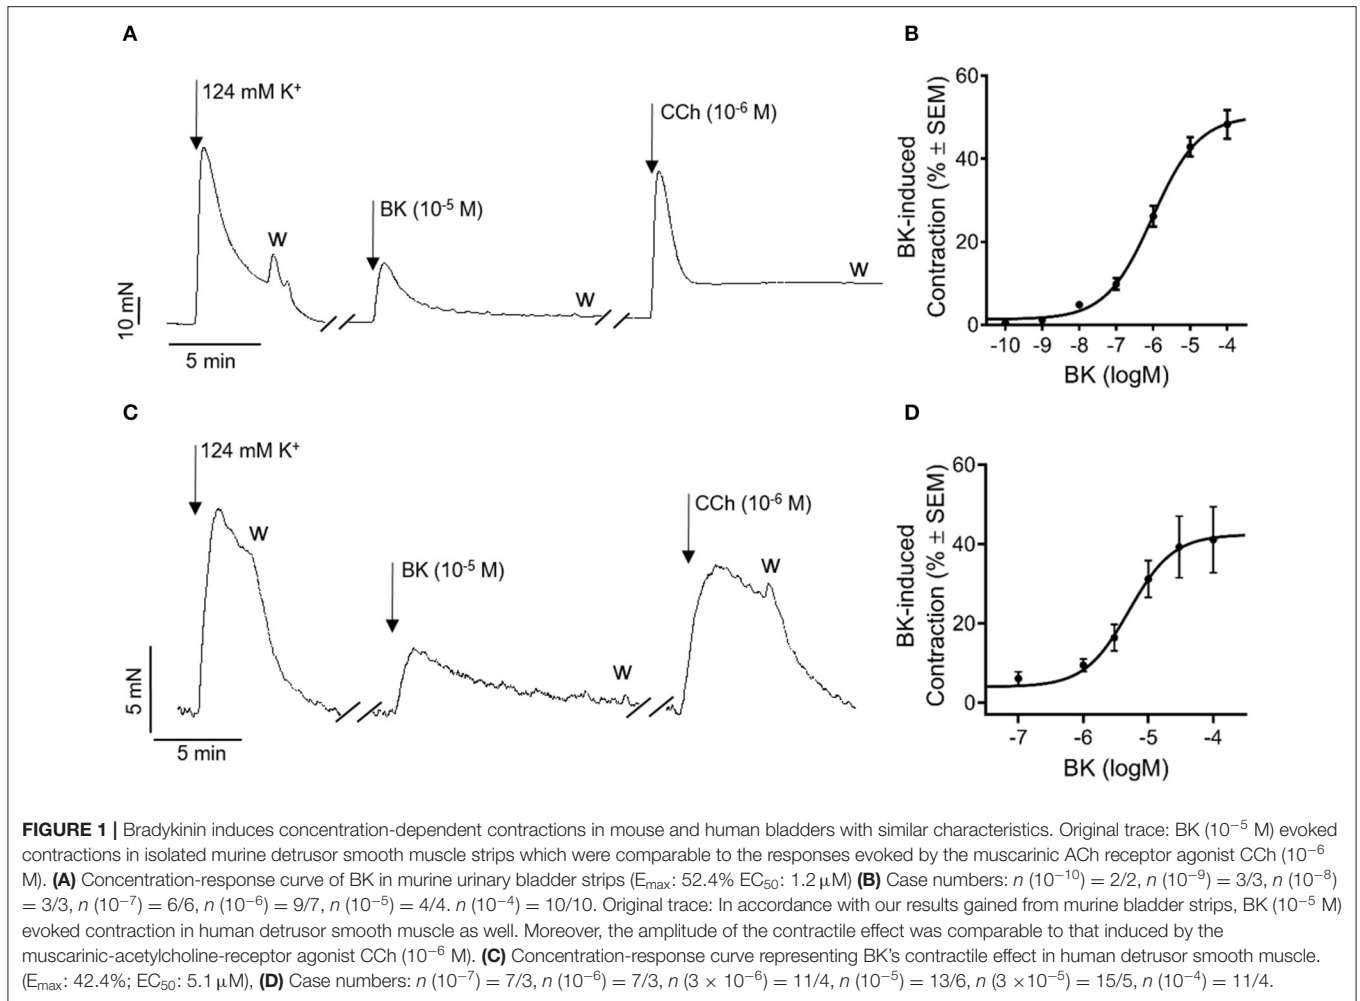 A
124 mM K⁺
W
BK (10⁻⁵ M)
W
CCh (10⁻⁶ M)
W
10 mN
5 min
B
BK-induced
Contraction (% ± SEM)
60
40
20
0
-10 -9 -8 -7 -6 -5 -4
BK (logM)
C
124 mM K⁺
W
BK (10⁻⁵ M)
W
CCh (10⁻⁶ M)
W
5 mN
5 min
D
BK-induced
Contraction (% ± SEM)
60
40
20
0
-7 -6 -5 -4
BK (logM)
FIGURE 1 | Bradykinin induces concentration-dependent contractions in mouse and human bladders with similar characteristics. Original trace: BK (10⁻⁵ M) evoked
contractions in isolated murine detrusor smooth muscle strips which were comparable to the responses evoked by the muscarinic ACh receptor agonist CCh (10⁻⁶
M). (A) Concentration-response curve of BK in murine urinary bladder strips (Eₘₐₓ: 52.4% EC₅₀: 1.2 μM) (B) Case numbers: n (10⁻¹⁰) = 2/2, n (10⁻⁹) = 3/3, n (10⁻⁸)
= 3/3, n (10⁻⁷) = 6/6, n (10⁻⁶) = 9/7, n (10⁻⁵) = 4/4. n (10⁻⁴) = 10/10. Original trace: In accordance with our results gained from murine bladder strips, BK (10⁻⁵ M)
evoked contraction in human detrusor smooth muscle as well. Moreover, the amplitude of the contractile effect was comparable to that induced by the
muscarinic-acetylcholine-receptor agonist CCh (10⁻⁶ M). (C) Concentration-response curve representing BK's contractile effect in human detrusor smooth muscle.
(Eₘₐₓ: 42.4%; EC₅₀: 5.1 μM), (D) Case numbers: n (10⁻⁷) = 7/3, n (10⁻⁶) = 7/3, n (3 × 10⁻⁶) = 11/4, n (10⁻⁵) = 13/6, n (3 ×10⁻⁵) = 15/5, n (10⁻⁴) = 11/4.